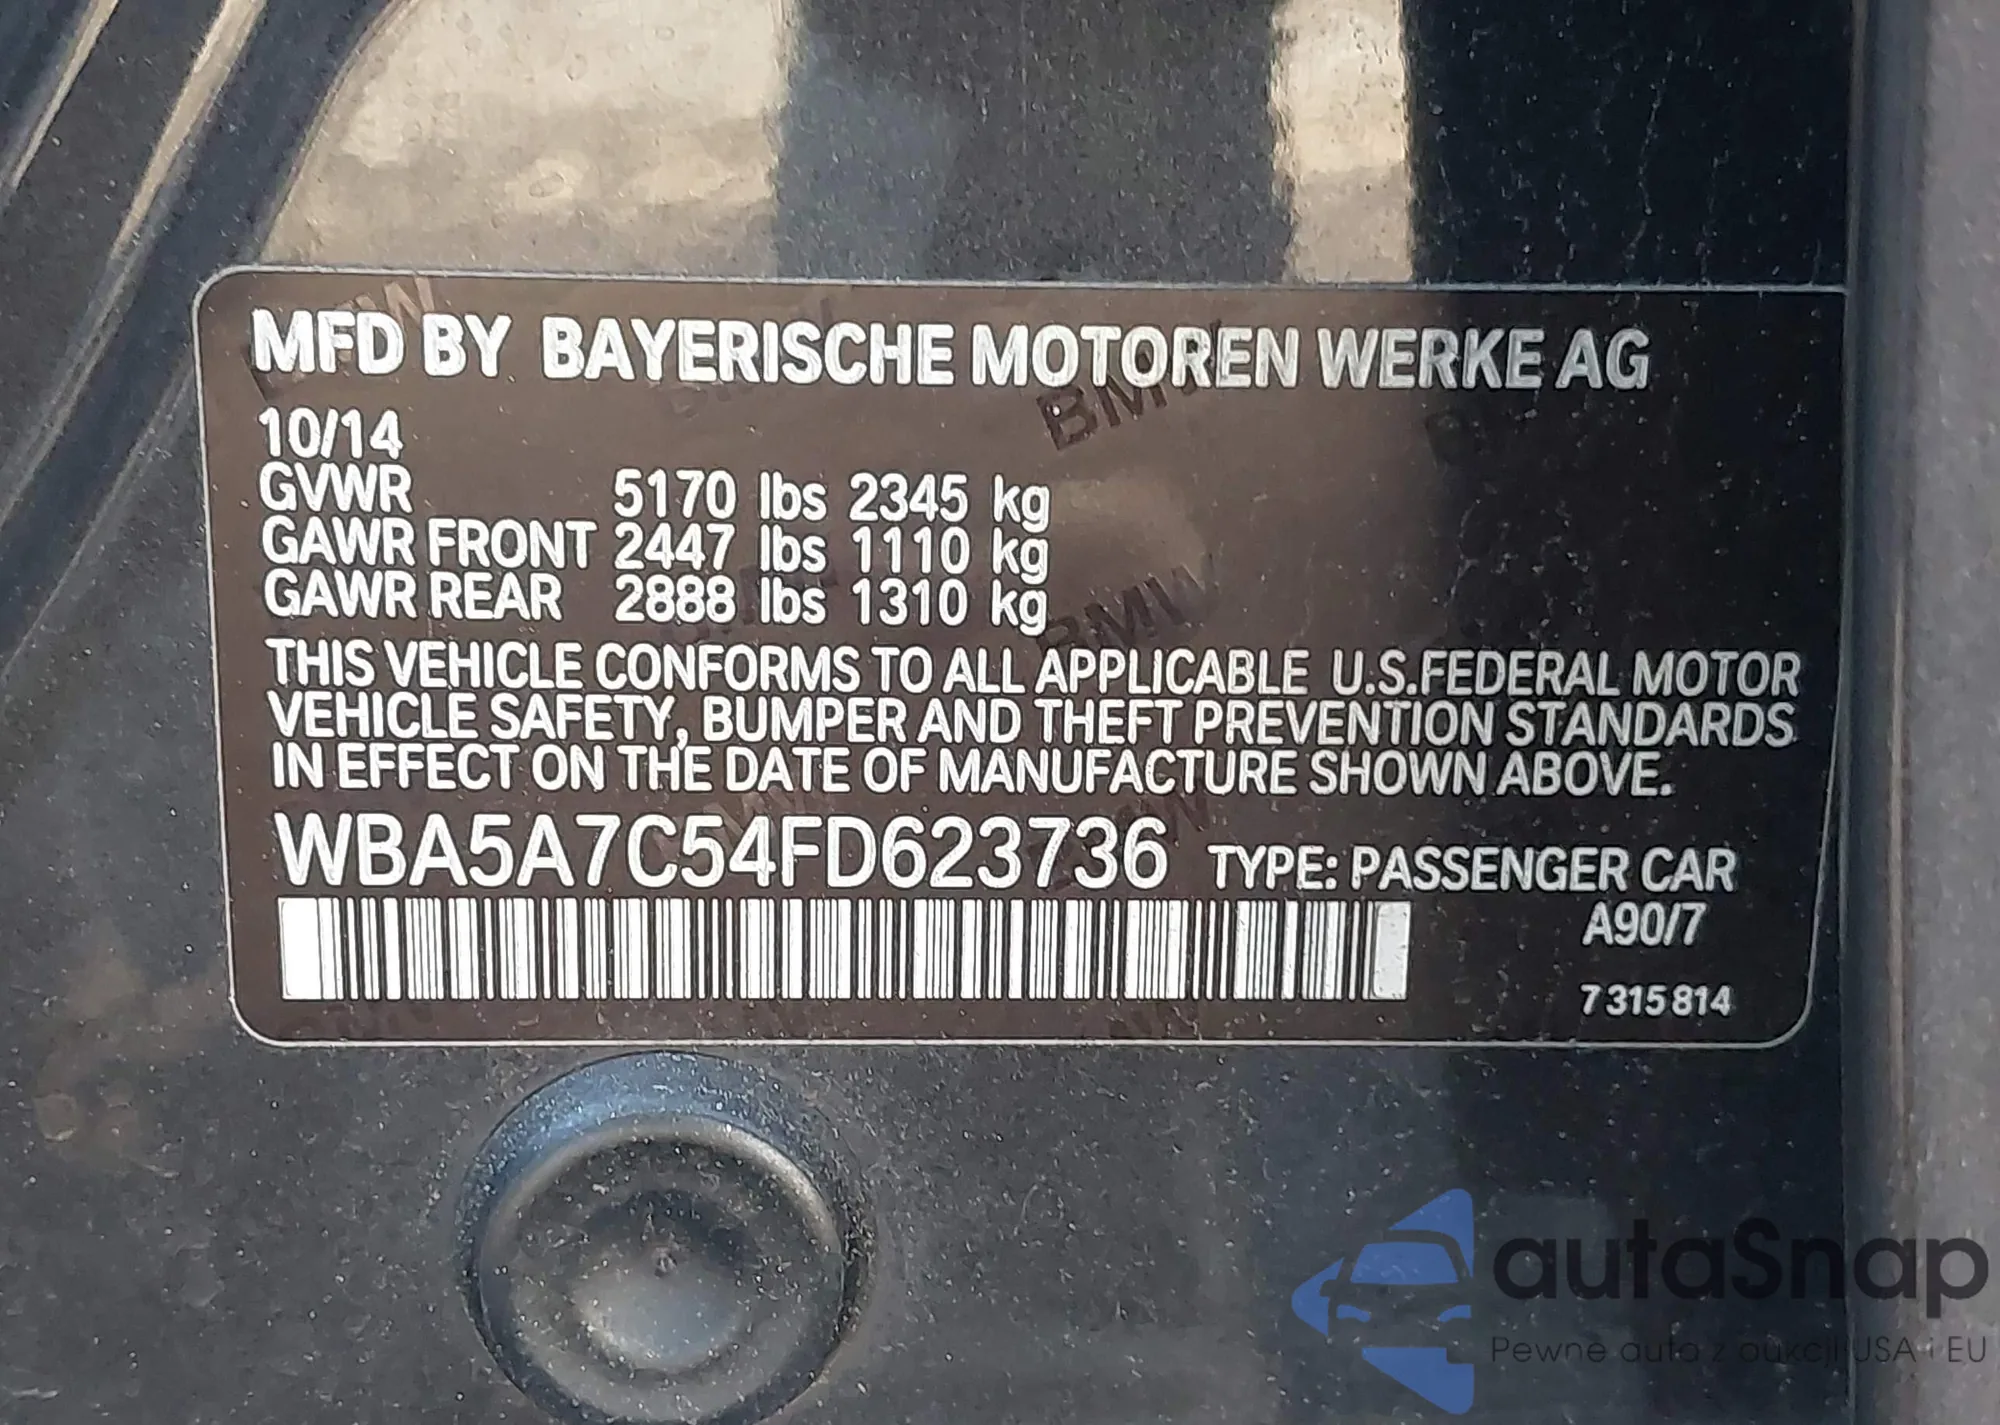 MFD BY BAYERISCHE MOTOREN WERKE AG
10/14
GVWR 5170 lbs 2345 kg
GAWR FRONT 2447 lbs 1110 kg
GAWR REAR 2888 lbs 1310 kg
THIS VEHICLE CONFORMS TO ALL APPLICABLE U.S.FEDERAL MOTOR
VEHICLE SAFETY, BUMPER AND THEFT PREVENTION STANDARDS
IN EFFECT ON THE DATE OF MANUFACTURE SHOWN ABOVE.
WBA5A7C54FD623736 TYPE: PASSENGER CAR
A90/7
7 315 814
autaSnap
Pewne auta z aukcji USA i EU